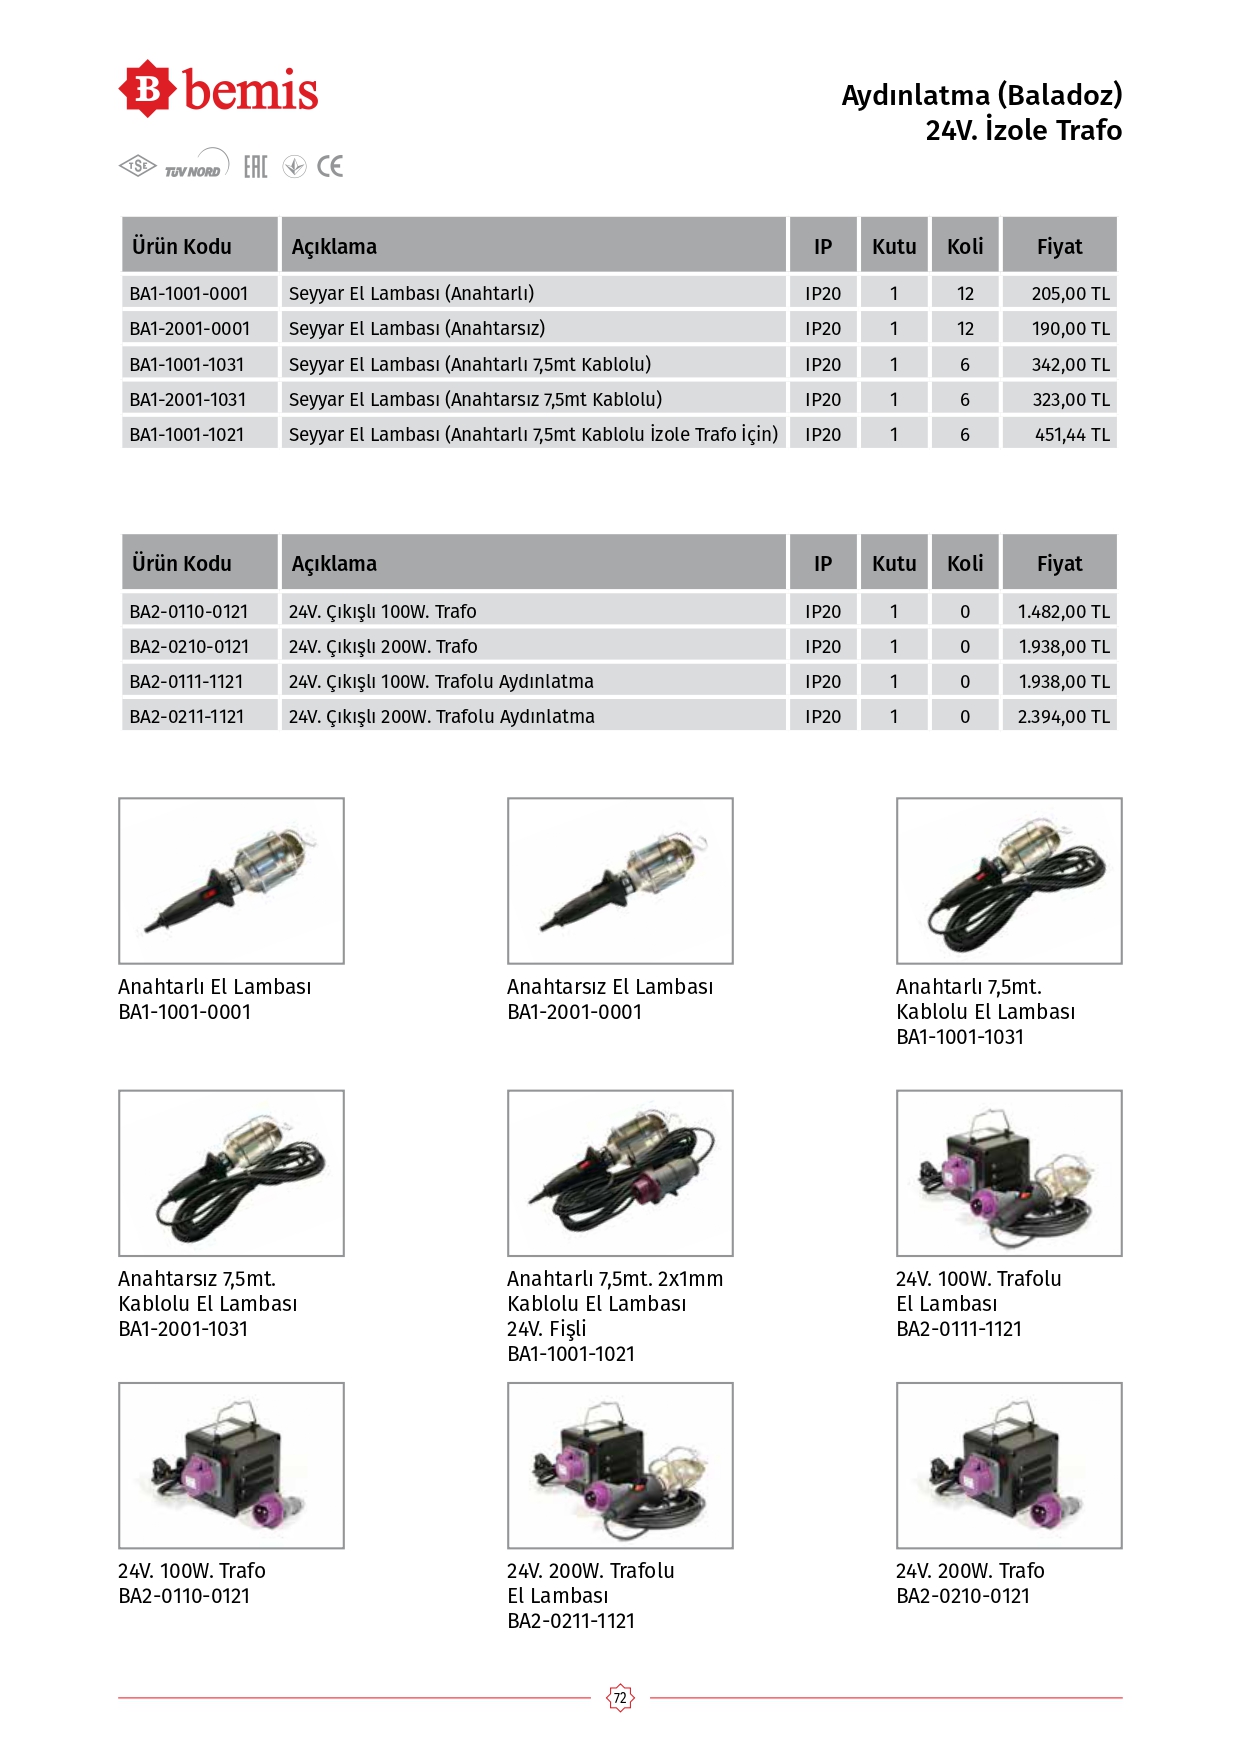 B bemis
Aydınlatma (Baladoz)
24V. İzole Trafo
TSE TÜV NORD EAC CE
Ürün Kodu Açıklama IP Kutu Koli Fiyat
BA1-1001-0001 Seyyar El Lambası (Anahtarlı) IP20 1 12 205,00 TL
BA1-2001-0001 Seyyar El Lambası (Anahtarsız) IP20 1 12 190,00 TL
BA1-1001-1031 Seyyar El Lambası (Anahtarlı 7,5mt Kablolu) IP20 1 6 342,00 TL
BA1-2001-1031 Seyyar El Lambası (Anahtarsız 7,5mt Kablolu) IP20 1 6 323,00 TL
BA1-1001-1021 Seyyar El Lambası (Anahtarlı 7,5mt Kablolu İzole Trafo İçin) IP20 1 6 451,44 TL
Ürün Kodu Açıklama IP Kutu Koli Fiyat
BA2-0110-0121 24V. Çıkışlı 100W. Trafo IP20 1 0 1.482,00 TL
BA2-0210-0121 24V. Çıkışlı 200W. Trafo IP20 1 0 1.938,00 TL
BA2-0111-1121 24V. Çıkışlı 100W. Trafolu Aydınlatma IP20 1 0 1.938,00 TL
BA2-0211-1121 24V. Çıkışlı 200W. Trafolu Aydınlatma IP20 1 0 2.394,00 TL
Anahtarlı El Lambası
BA1-1001-0001
Anahtarsız El Lambası
BA1-2001-0001
Anahtarlı 7,5mt.
Kablolu El Lambası
BA1-1001-1031
Anahtarsız 7,5mt.
Kablolu El Lambası
BA1-2001-1031
Anahtarlı 7,5mt. 2x1mm
Kablolu El Lambası
24V. Fişli
BA1-1001-1021
24V. 100W. Trafolu
El Lambası
BA2-0111-1121
24V. 100W. Trafo
BA2-0110-0121
24V. 200W. Trafolu
El Lambası
BA2-0211-1121
24V. 200W. Trafo
BA2-0210-0121
72